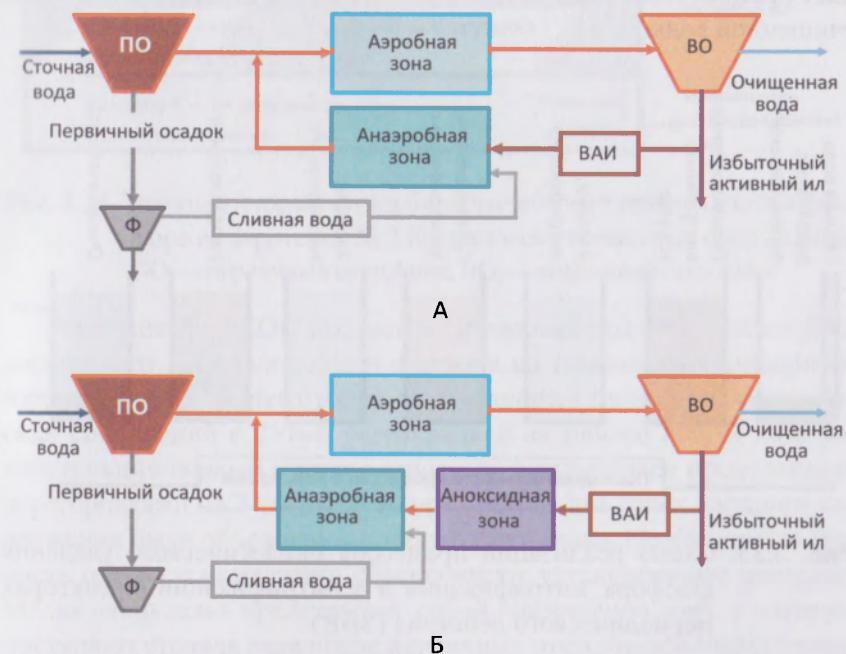 ПО
Аэробная
зона
ВО
Сточная
вода
Очищенная
вода
Первичный осадок
Анаэробная
зона
ВАИ
Избыточный
активный ил
Ф
Сливная вода
А
ПО
Аэробная
зона
ВО
Сточная
вода
Очищенная
вода
Первичный осадок
Анаэробная
зона
Аноксидная
зона
ВАИ
Избыточный
активный ил
Ф
Сливная вода
Б